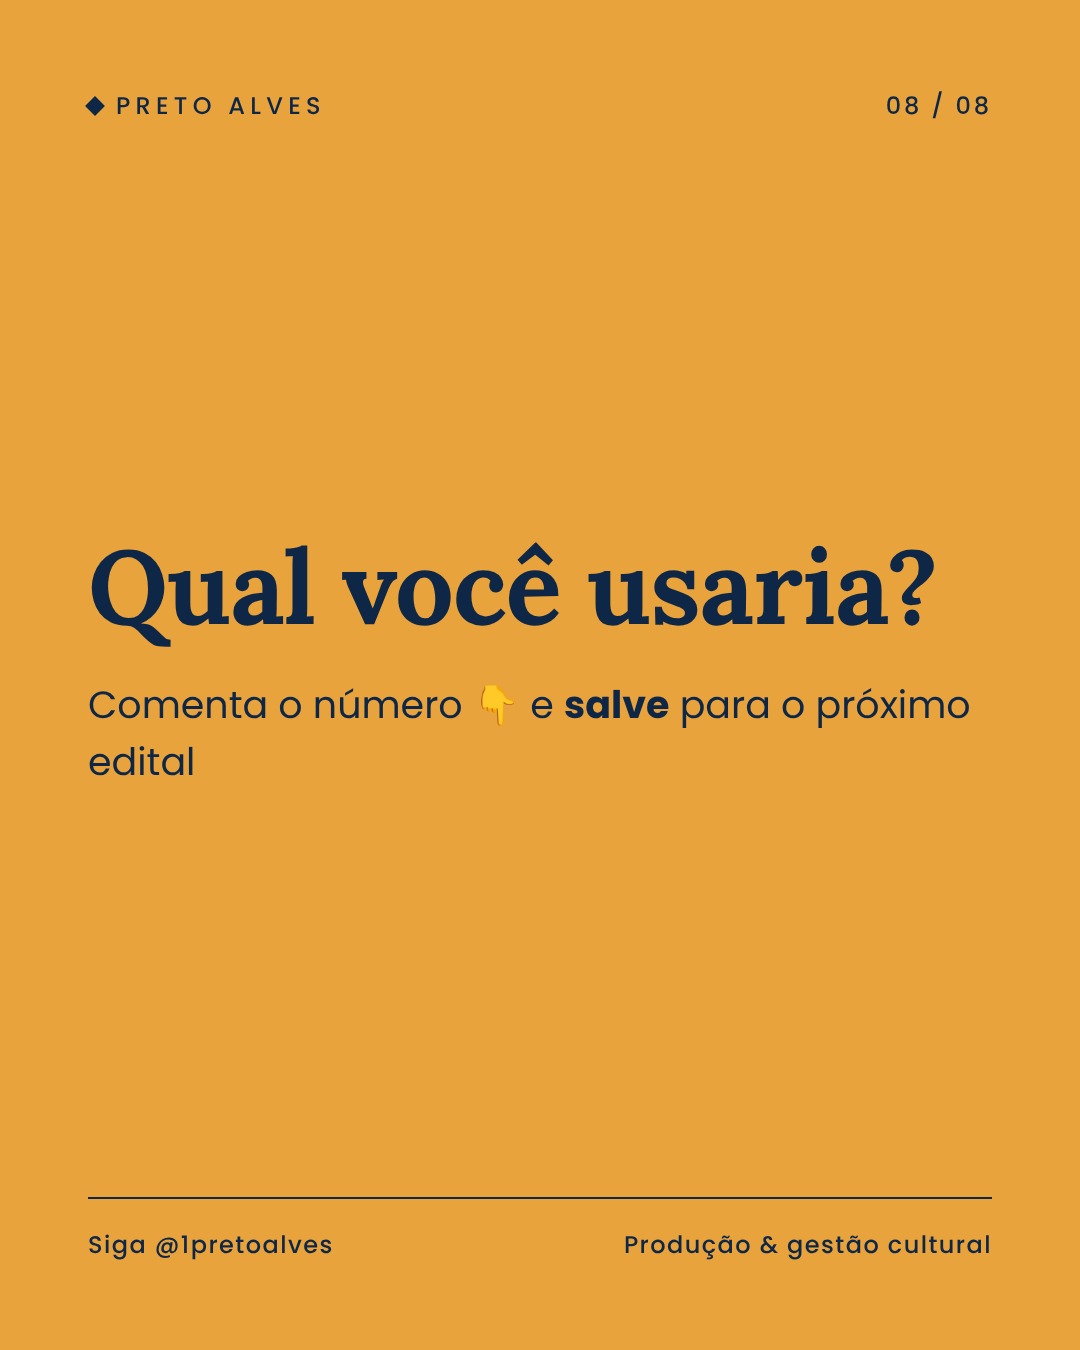 ◆ PRETO ALVES
08 / 08
Qual você usaria?
Comenta o número 👇 e salve para o próximo
edital
Siga @1pretoalves
Produção & gestão cultural